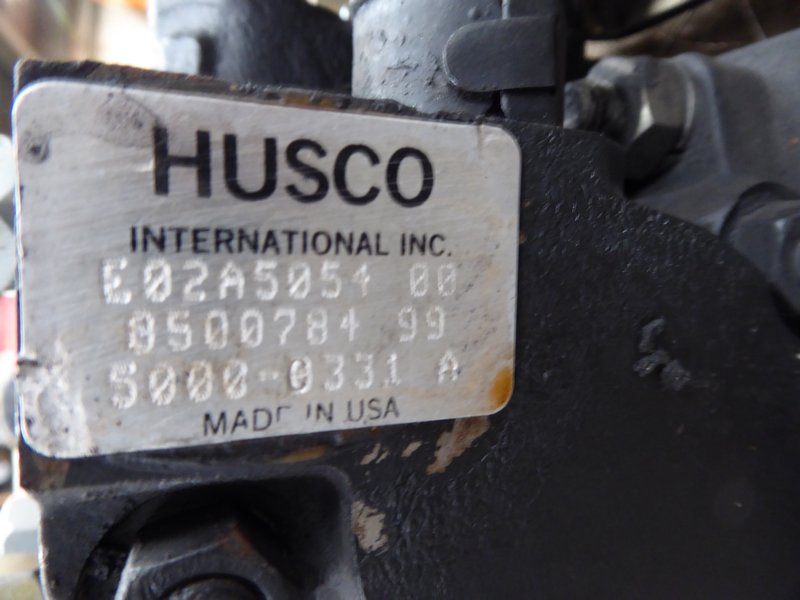 HUSCO
INTERNATIONAL INC.
E02A5054 00
0500784 99
5000-0331 A
MADE IN USA